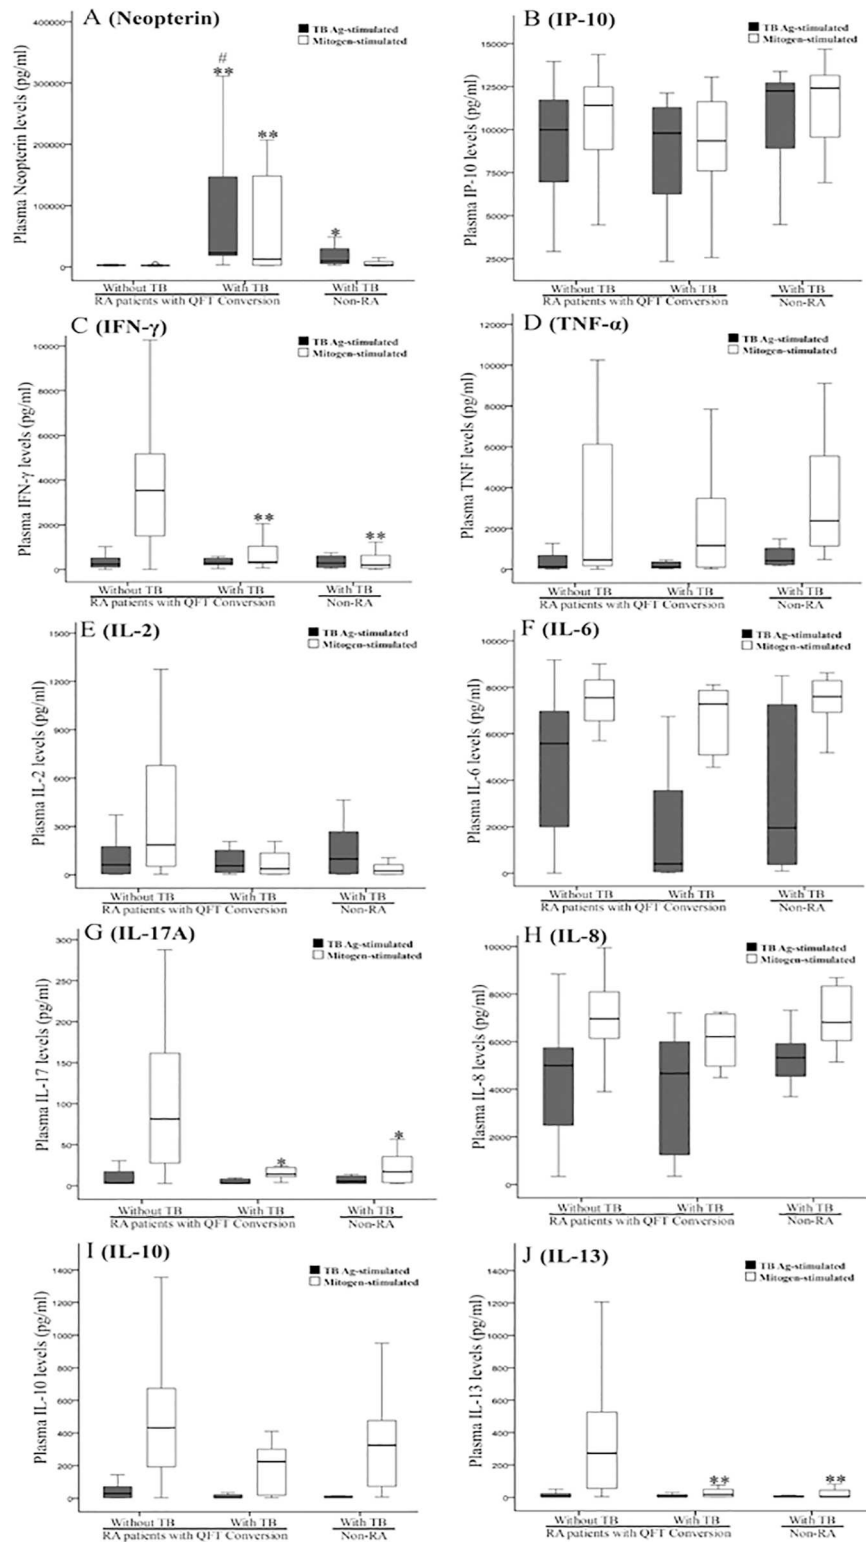 A (Neopterin)
TB Ag-stimulated
Mitogen-stimulated
Plasma Neopterin levels (pg/ml)
400000
300000
200000
100000
0
#
**
**
*
Without TB With TB With TB
RA patients with QFT Conversion Non-RA
B (IP-10)
TB Ag-stimulated
Mitogen-stimulated
Plasma IP-10 levels (pg/ml)
15000
12500
10000
7500
5000
2500
Without TB With TB With TB
RA patients with QFT Conversion Non-RA
C (IFN-γ)
TB Ag-stimulated
Mitogen-stimulated
Plasma IFN-γ levels (pg/ml)
10000
8000
6000
4000
2000
0
**
**
Without TB With TB With TB
RA patients with QFT Conversion Non-RA
D (TNF-α)
TB Ag-stimulated
Mitogen-stimulated
Plasma TNF levels (pg/ml)
12000
10000
8000
6000
4000
2000
0
Without TB With TB With TB
RA patients with QFT Conversion Non-RA
E (IL-2)
TB Ag-stimulated
Mitogen-stimulated
Plasma IL-2 levels (pg/ml)
1500
1200
900
600
300
0
Without TB With TB With TB
RA patients with QFT Conversion Non-RA
F (IL-6)
TB Ag-stimulated
Mitogen-stimulated
Plasma IL-6 levels (pg/ml)
10000
8000
6000
4000
2000
0
Without TB With TB With TB
RA patients with QFT Conversion Non-RA
G (IL-17A)
TB Ag-stimulated
Mitogen-stimulated
Plasma IL-17 levels (pg/ml)
300
250
200
150
100
50
0
*
*
Without TB With TB With TB
RA patients with QFT Conversion Non-RA
H (IL-8)
TB Ag-stimulated
Mitogen-stimulated
Plasma IL-8 levels (pg/ml)
10000
8000
6000
4000
2000
0
Without TB With TB With TB
RA patients with QFT Conversion Non-RA
I (IL-10)
TB Ag-stimulated
Mitogen-stimulated
Plasma IL-10 levels (pg/ml)
1400
1200
1000
800
600
400
200
0
Without TB With TB With TB
RA patients with QFT Conversion Non-RA
J (IL-13)
TB Ag-stimulated
Mitogen-stimulated
Plasma IL-13 levels (pg/ml)
1400
1200
1000
800
600
400
200
0
**
**
Without TB With TB With TB
RA patients with QFT Conversion Non-RA